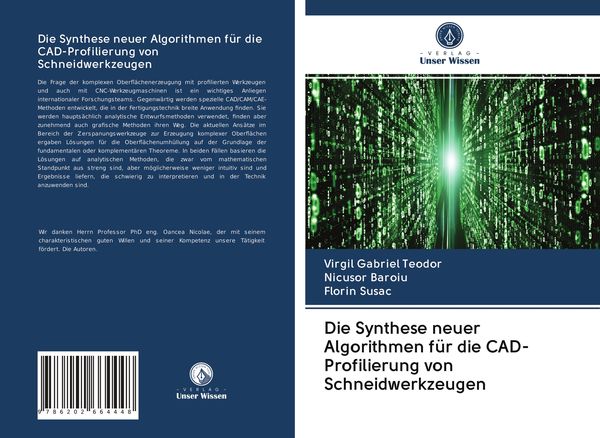 Die Synthese neuer Algorithmen für die
CAD-Profilierung von
Schneidwerkzeugen
Die Frage der komplexen Oberflächenerzeugung mit profilierten Werkzeugen
und auch mit CNC-Werkzeugmaschinen ist ein wichtiges Anliegen
internationaler Forschungsteams. Gegenwärtig werden spezielle CAD/CAM/CAE-
Methoden entwickelt, die in der Fertigungstechnik breite Anwendung finden. Sie
werden hauptsächlich analytische Entwurfsmethoden verwendet, finden aber
zunehmend auch grafische Methoden ihren Weg. Die aktuellen Ansätze im
Bereich der Zerspanungswerkzeuge zur Erzeugung komplexer Oberflächen
ergaben Lösungen für die Oberflächenumhüllung auf der Grundlage der
fundamentalen oder komplementären Theoreme. In beiden Fällen basieren die
Lösungen auf analytischen Methoden, die zwar vom mathematischen
Standpunkt aus streng sind, aber möglicherweise weniger intuitiv sind und
Ergebnisse liefern, die schwierig zu interpretieren und in der Technik
anzuwenden sind.
Wir danken Herrn Professor PhD eng. Oancea Nicolae, der mit seinem
charakteristischen guten Willen und seiner Kompetenz unsere Tätigkeit
fördert. Die Autoren.
9 786202 664448
VERLAG
Unser Wissen
VERLAG
Unser Wissen
Virgil Gabriel Teodor
Nicusor Baroiu
Florin Susac
Die Synthese neuer
Algorithmen für die CAD-
Profilierung von
Schneidwerkzeugen